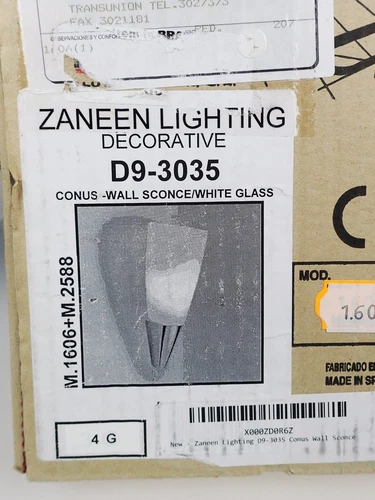 TRANSUNION TEL.3027373
FAX 3021181
PED. 207
ZANEEN LIGHTING
DECORATIVE
D9-3035
CONUS -WALL SCONCE/WHITE GLASS
M.1606+M.2588
MOD.
1.60
FABRICADO E
MADE IN SP
4 G
X000ZD0R6Z
New - Zaneen Lighting D9-3035 Conus Wall Sconce